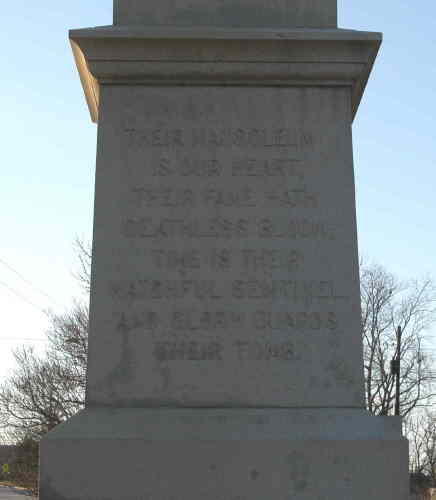 THEIR MAUSOLEUM
IS OUR HEART,
THEIR FAME HATH
DEATHLESS BLOOM;
TIME IS THEIR
WATCHFUL SENTINEL,
AND GLORY GUARDS
THEIR TOMB.